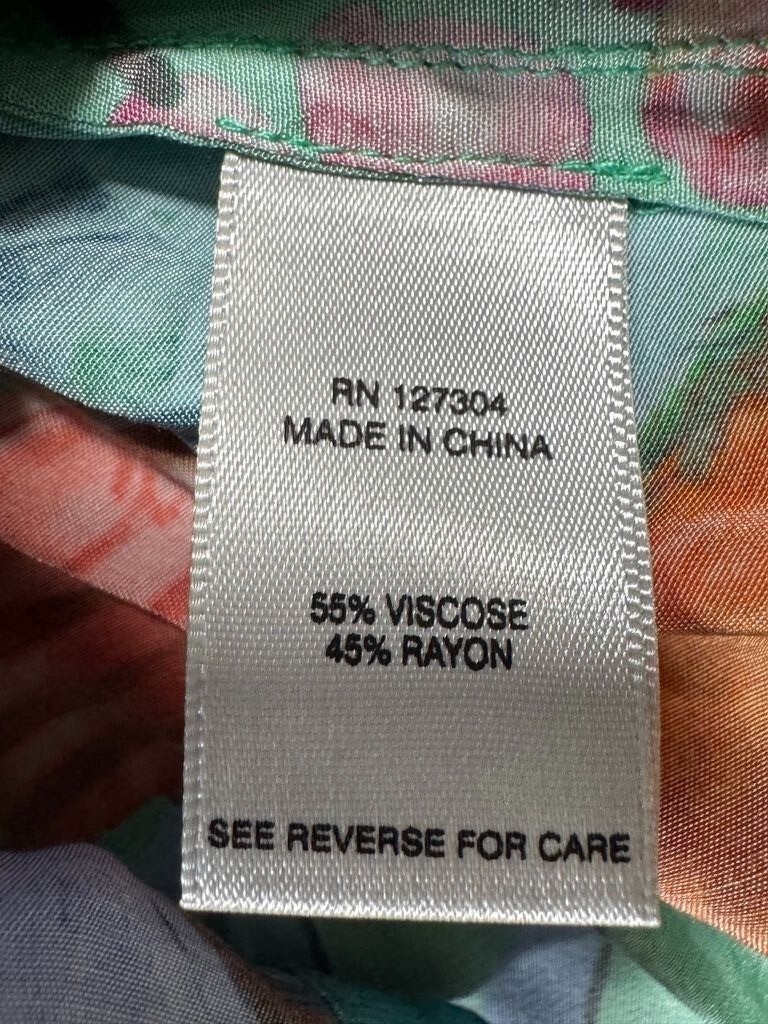 RN 127304
MADE IN CHINA
55% VISCOSE
45% RAYON
SEE REVERSE FOR CARE